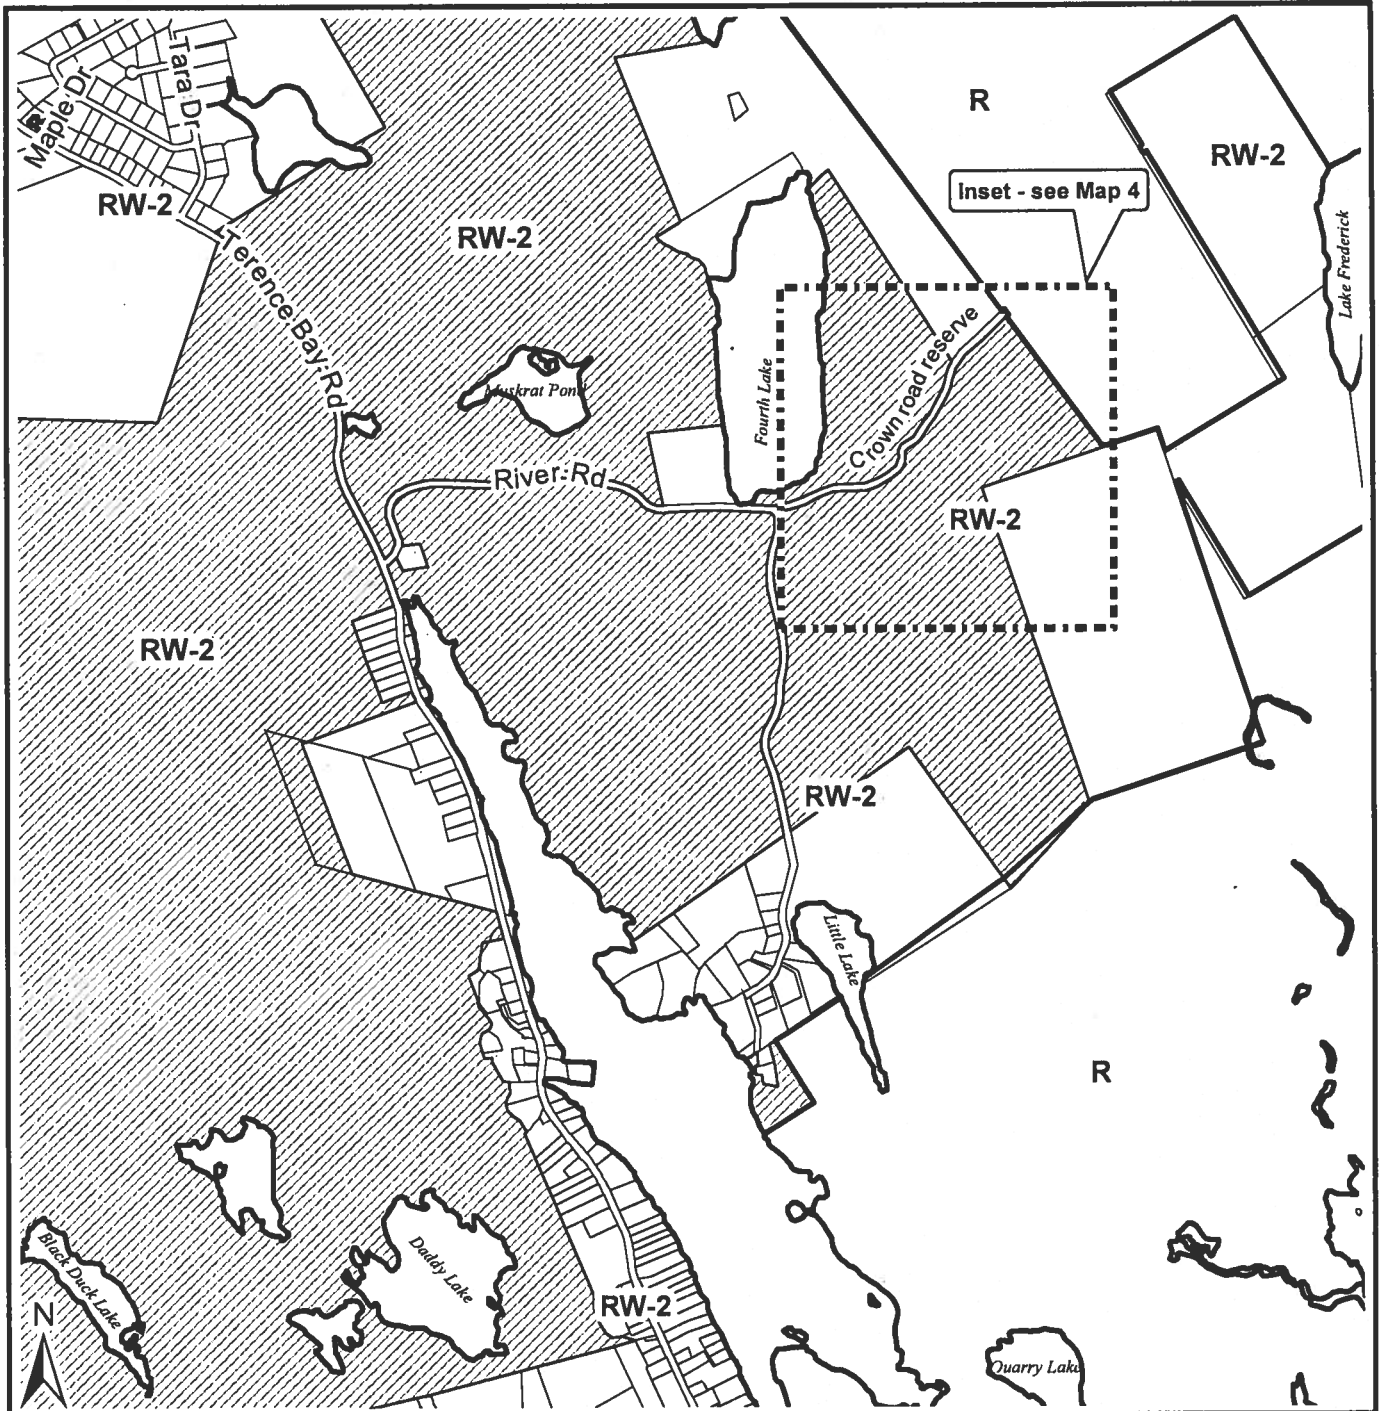 Tara Dr
Maple Dr
R
RW-2
RW-2
R
RW-2
Inset - see Map 4
Lake Frederick
Terence Bay Rd
Muskrat Pond
Fourth Lake
Crown road reserve
River Rd
RW-2
RW-2
RW-2
Little Lake
R
Black Duck Lake
Daddy Lake
RW-2
Quarry Lake
N